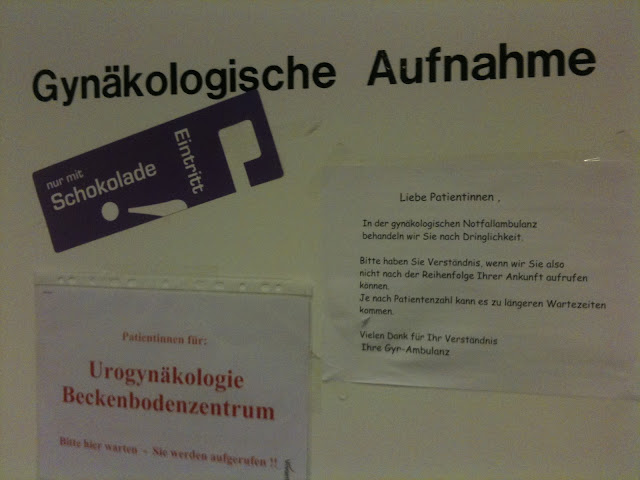 Gynäkologische Aufnahme
nur mit
Schokolade
Eintritt
Liebe Patientinnen ,
In der gynäkologischen Notfallambulanz
behandeln wir Sie nach Dringlichkeit.
Bitte haben Sie Verständnis, wenn wir Sie also
nicht nach der Reihenfolge Ihrer Ankunft aufrufen
können.
Je nach Patientenzahl kann es zu längeren Wartezeiten
kommen.
Vielen Dank für Ihr Verständnis
Ihre Gyr-Ambulanz
Patientinnen für:
Urogynäkologie
Beckenbodenzentrum
Bitte hier warten - Sie werden aufgerufen !!